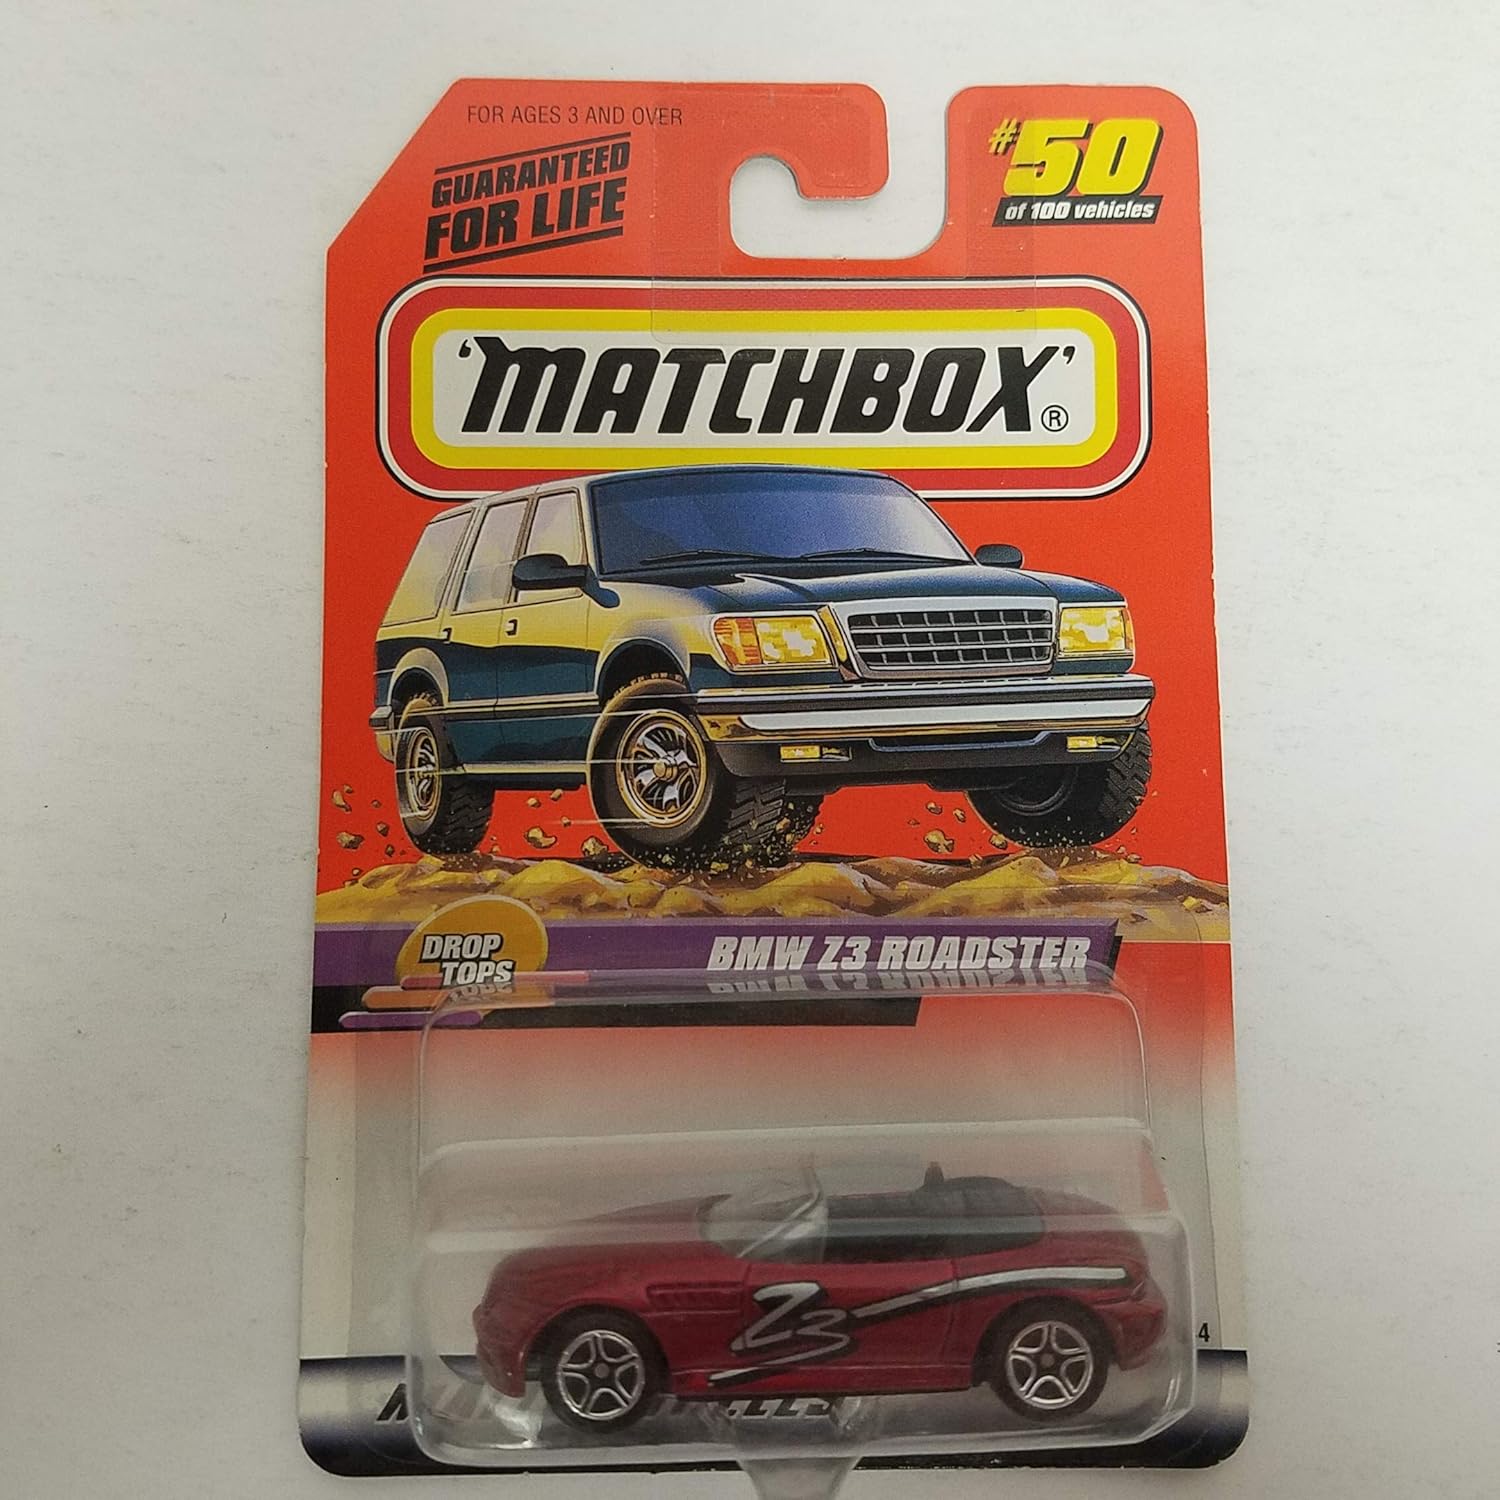 FOR AGES 3 AND OVER
GUARANTEED
FOR LIFE
#50
of 100 vehicles
'MATCHBOX'®
DROP
TOPS
BMW Z3 ROADSTER
Z3
4